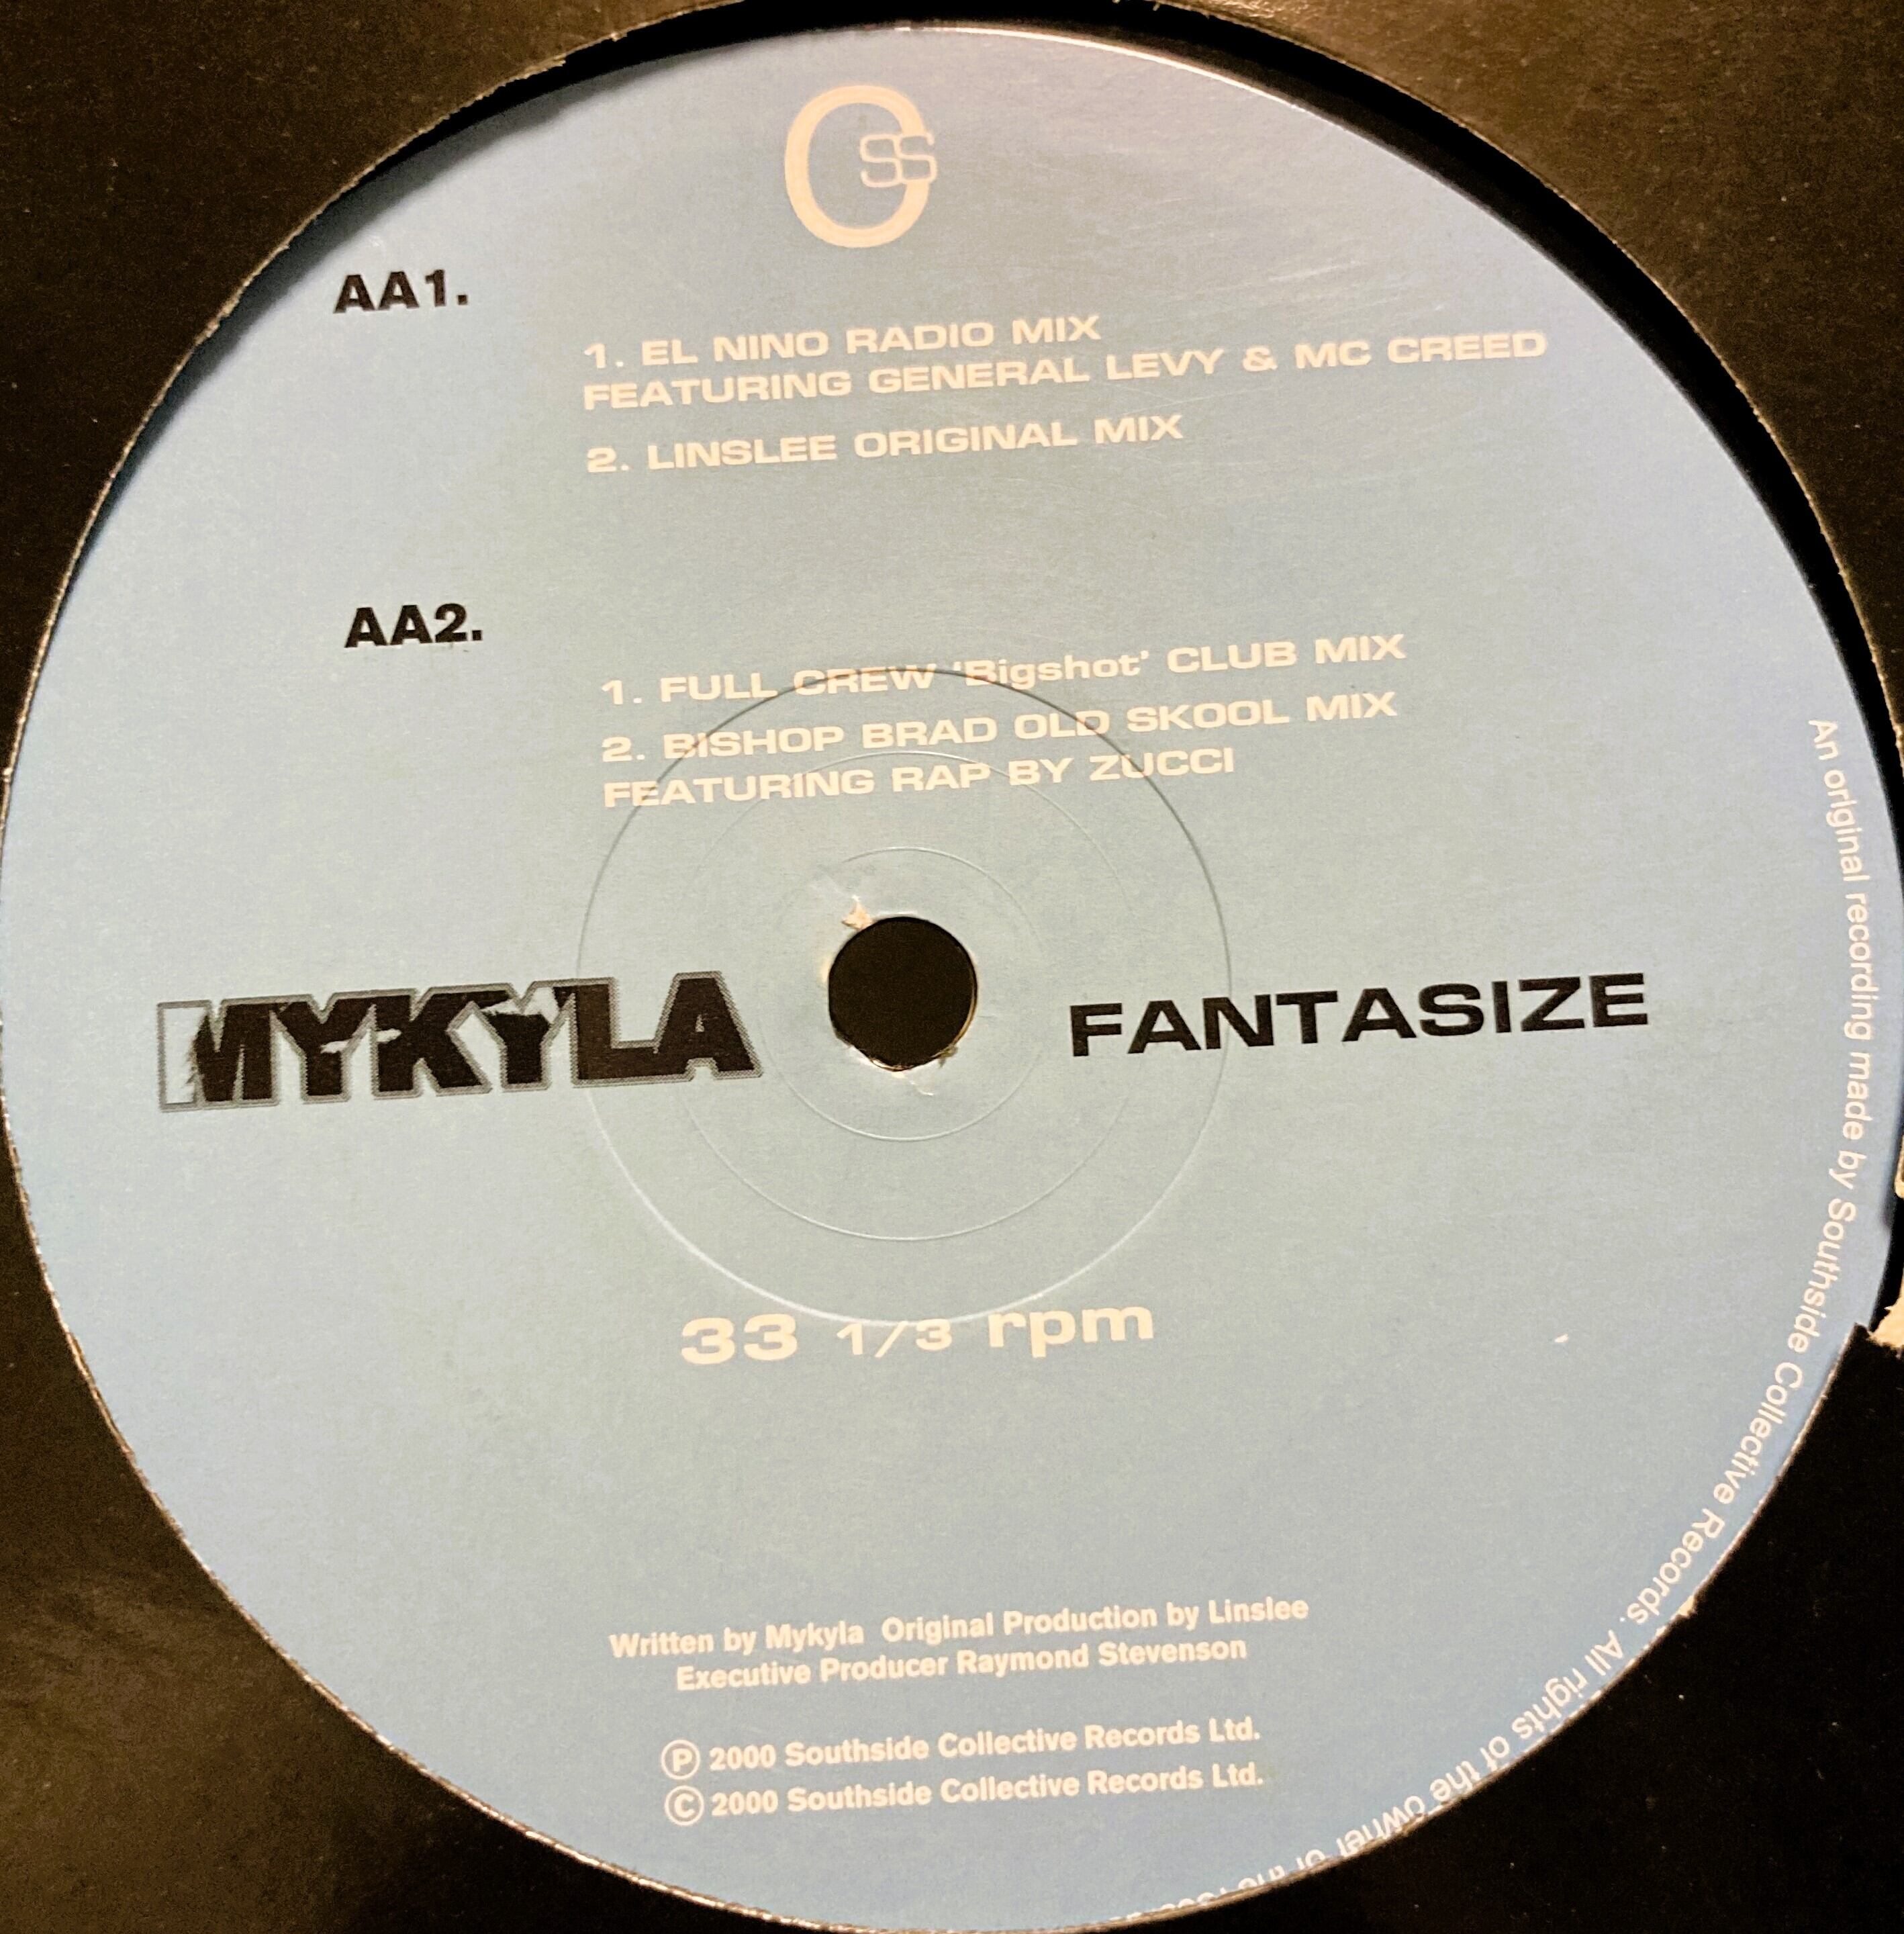 Css
AA1.
1. EL NINO RADIO MIX
FEATURING GENERAL LEVY & MC CREED
2. LINSLEE ORIGINAL MIX
AA2.
1. FULL CREW 'Bigshot' CLUB MIX
2. BISHOP BRAD OLD SKOOL MIX
FEATURING RAP BY ZUCCI
MYKYLA
FANTASIZE
33 1/3 rpm
Written by Mykyla Original Production by Linslee
Executive Producer Raymond Stevenson
Ⓟ 2000 Southside Collective Records Ltd.
© 2000 Southside Collective Records Ltd.
An original recording made by Southside Collective Records. All rights of the owner of the